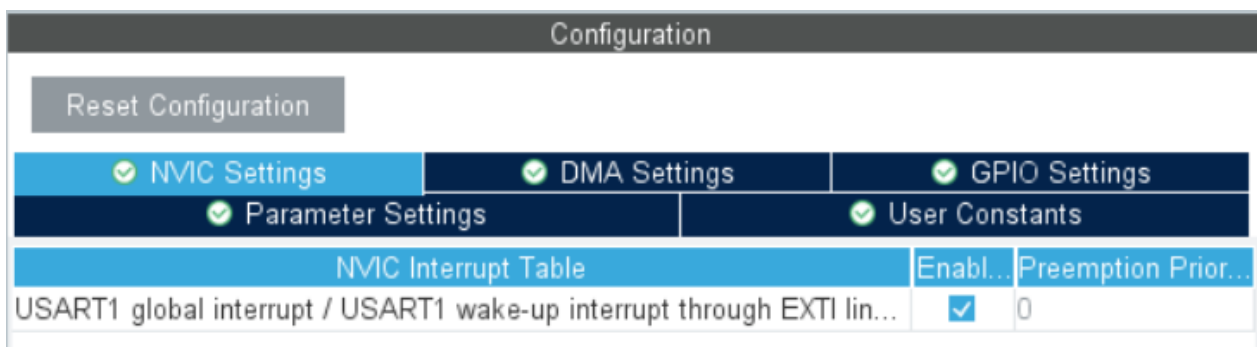 Configuration
Reset Configuration
NVIC Settings DMA Settings GPIO Settings
Parameter Settings User Constants
NVIC Interrupt Table Enabl... Preemption Prior...
USART1 global interrupt / USART1 wake-up interrupt through EXTI lin... 0